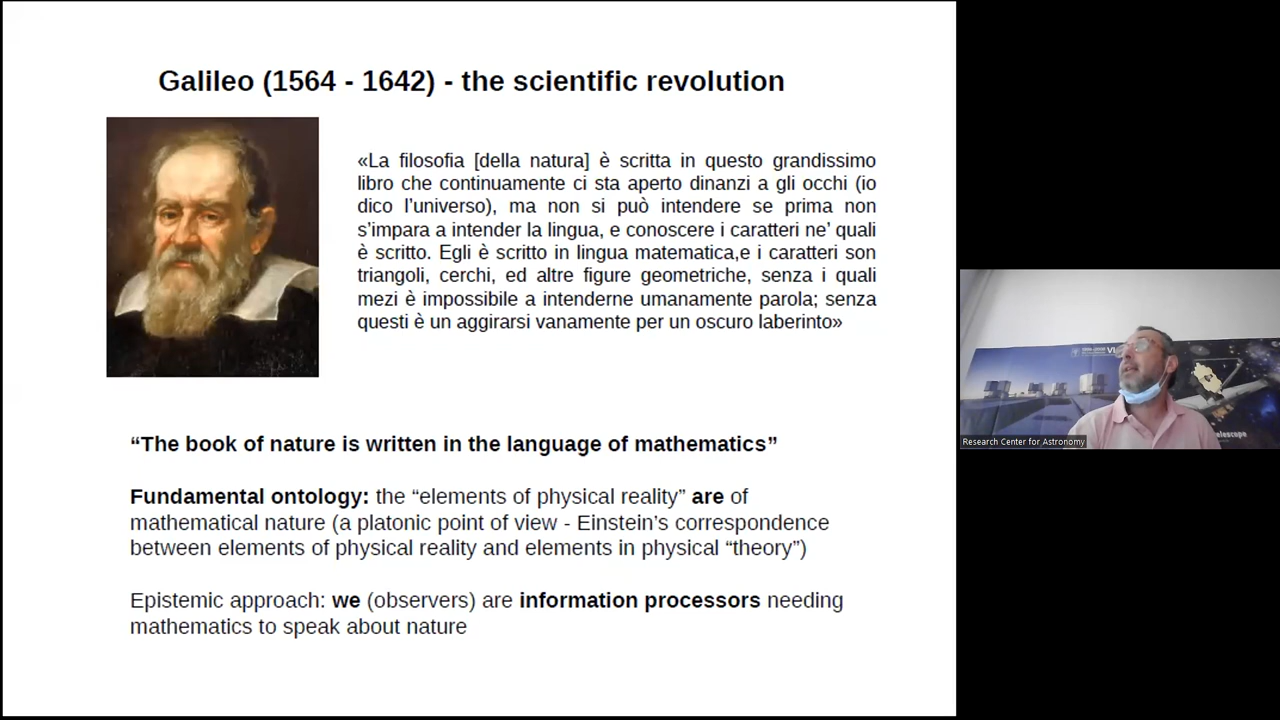 Galileo (1564 - 1642) - the scientific revolution
«La filosofia [della natura] è scritta in questo grandissimo
libro che continuamente ci sta aperto dinanzi a gli occhi (io
dico l’universo), ma non si può intendere se prima non
s’impara a intender la lingua, e conoscere i caratteri ne’ quali
è scritto. Egli è scritto in lingua matematica,e i caratteri son
triangoli, cerchi, ed altre figure geometriche, senza i quali
mezi è impossibile a intenderne umanamente parola; senza
questi è un aggirarsi vanamente per un oscuro laberinto»
“The book of nature is written in the language of mathematics”
Fundamental ontology: the “elements of physical reality” are of
mathematical nature (a platonic point of view - Einstein’s correspondence
between elements of physical reality and elements in physical “theory”)
Epistemic approach: we (observers) are information processors needing
mathematics to speak about nature
Research Center for Astronomy